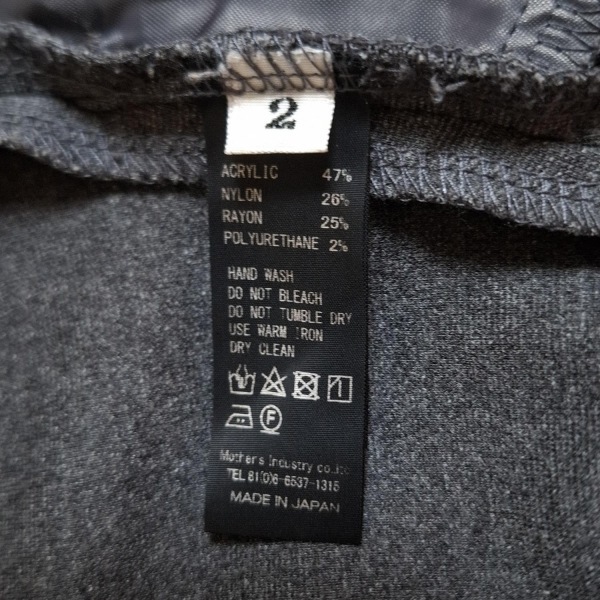 2
ACRYLIC 47%
NYLON 26%
RAYON 25%
POLYURETHANE 2%
HAND WASH
DO NOT BLEACH
DO NOT TUMBLE DRY
USE WARM IRON
DRY CLEAN
F
Mother's Industry co.,ltd
TEL 81(0)6-6537-1315
MADE IN JAPAN